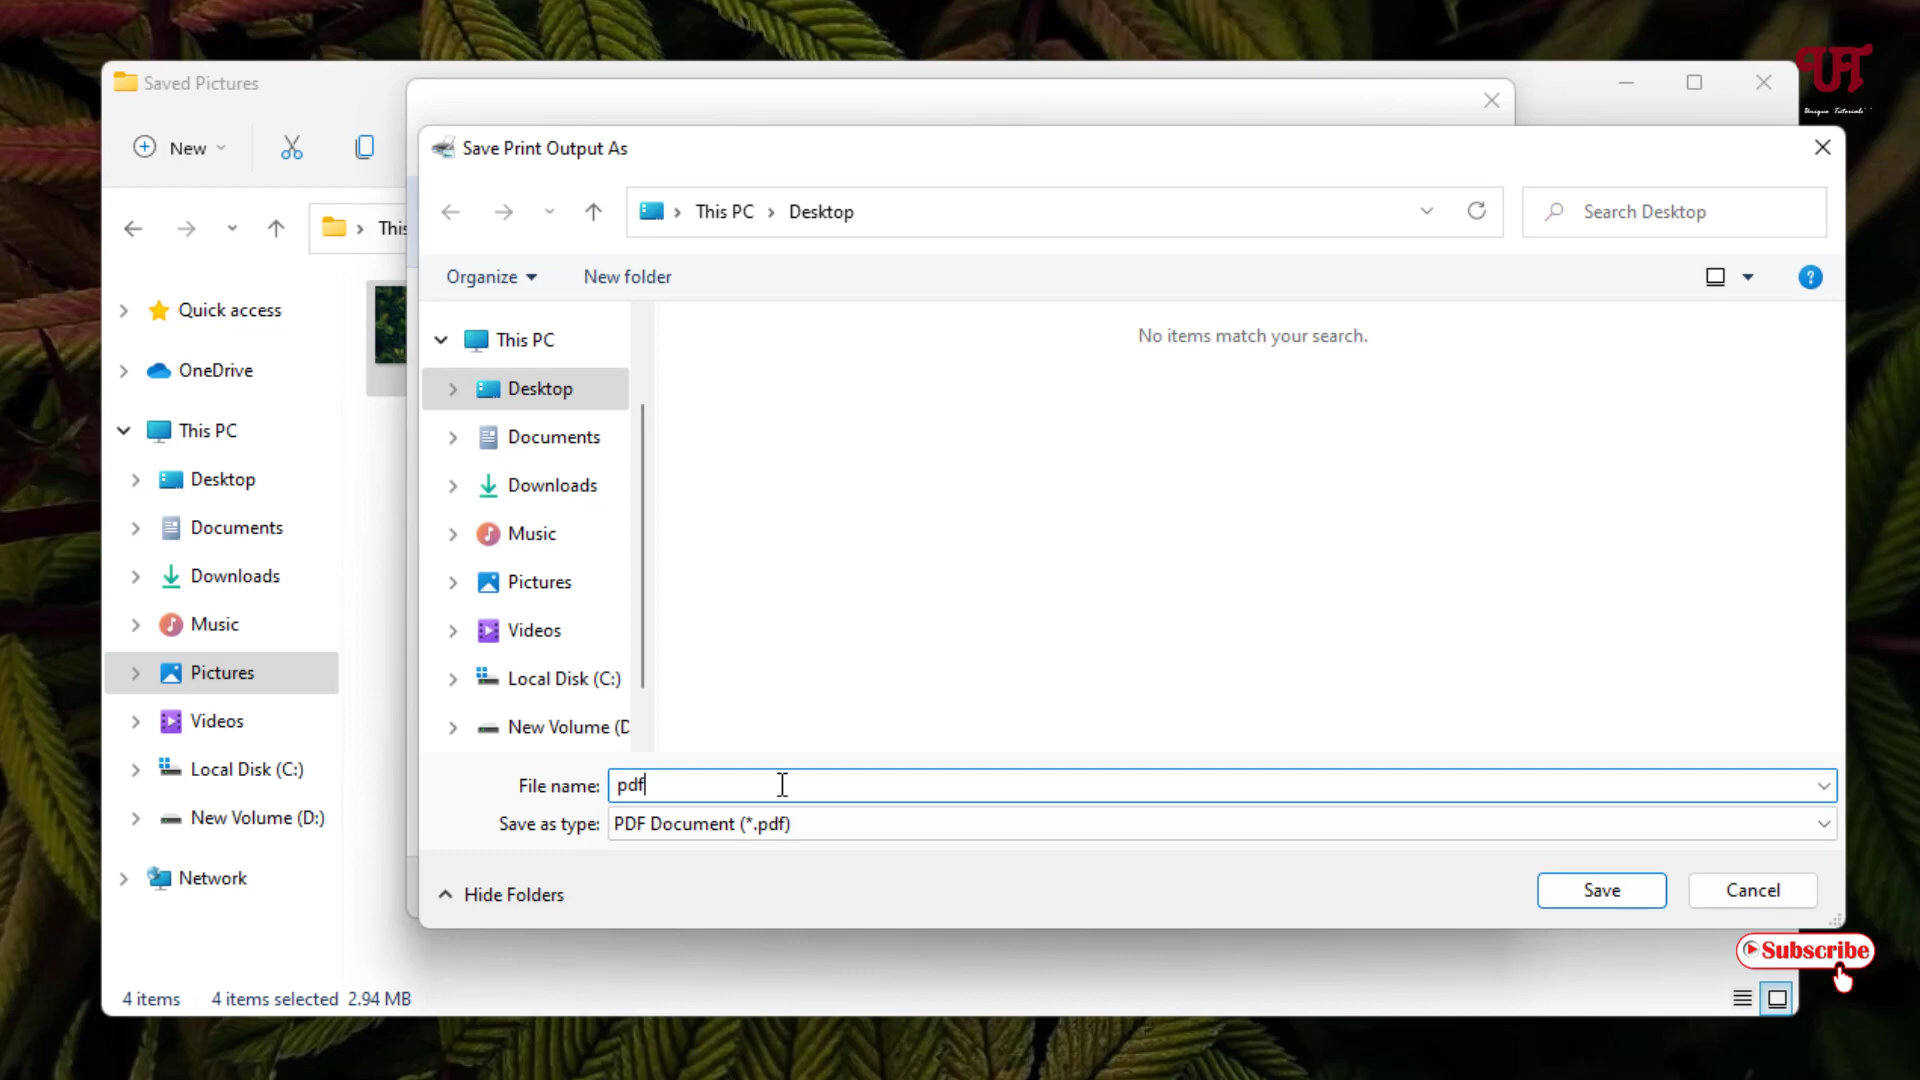 Saved Pictures
UT
Unique Tutorials
New
Save Print Output As
This PC
Desktop
Search Desktop
This
Organize
New folder
Quick access
OneDrive
This PC
Desktop
Documents
Downloads
Music
Pictures
Videos
Local Disk (C:)
New Volume (D:)
Network
This PC
Desktop
Documents
Downloads
Music
Pictures
Videos
Local Disk (C:)
New Volume (D
No items match your search.
File name: pdf
Save as type: PDF Document (*.pdf)
Hide Folders
Save
Cancel
Subscribe
4 items
4 items selected 2.94 MB